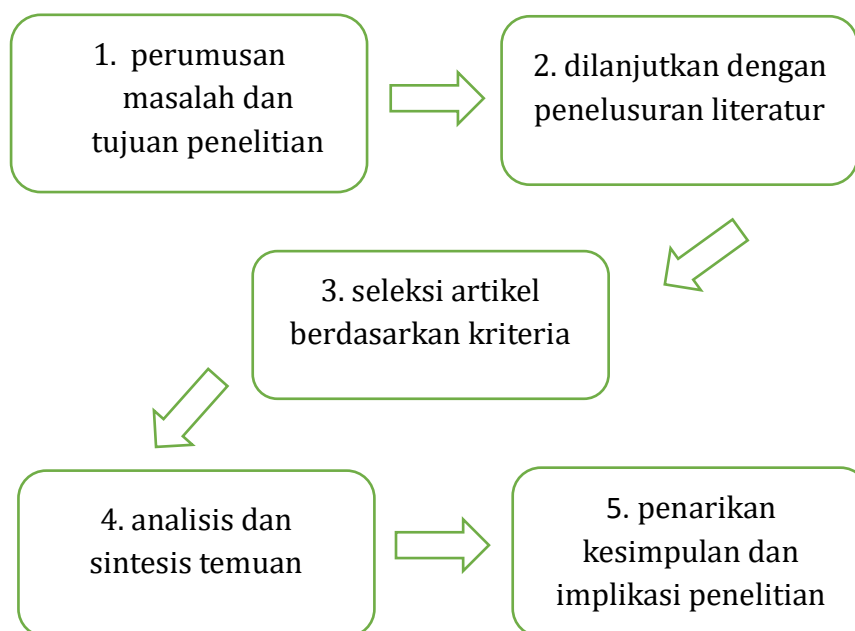 1. perumusan
masalah dan
tujuan penelitian
2. dilanjutkan dengan
penelusuran literatur
3. seleksi artikel
berdasarkan kriteria
4. analisis dan
sintesis temuan
5. penarikan
kesimpulan dan
implikasi penelitian